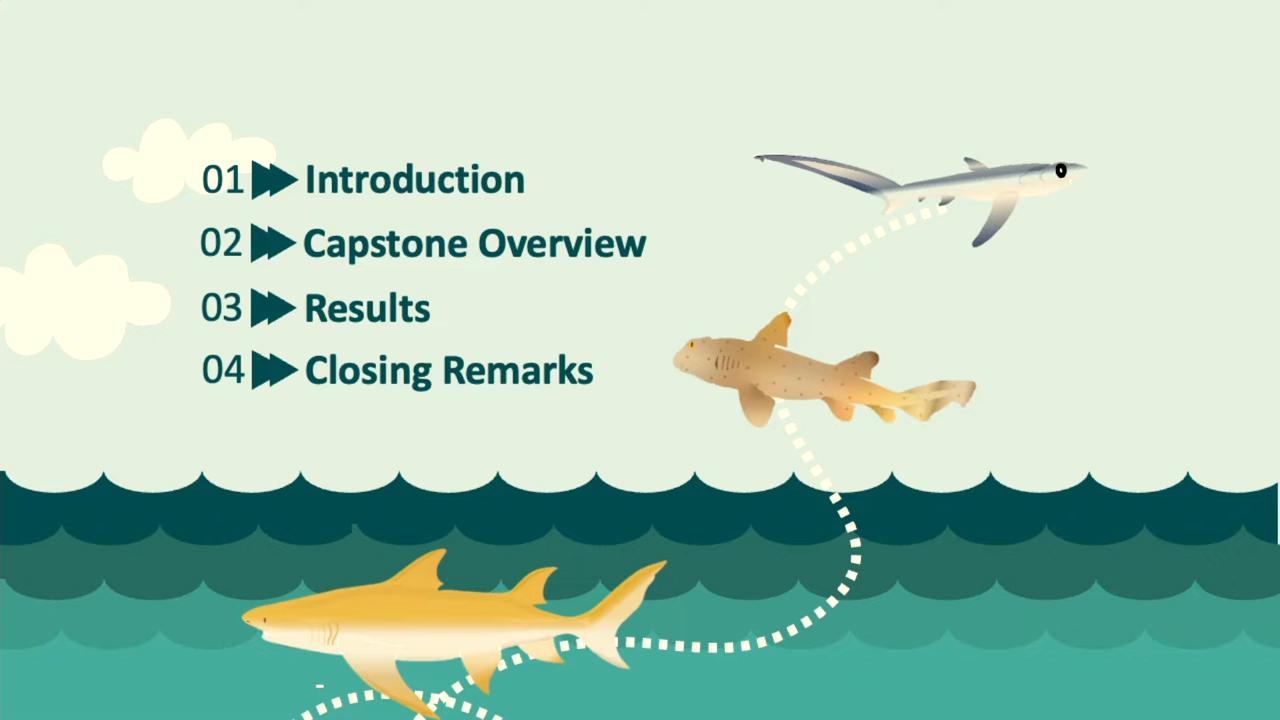 01 Introduction
02 Capstone Overview
03 Results
04 Closing Remarks